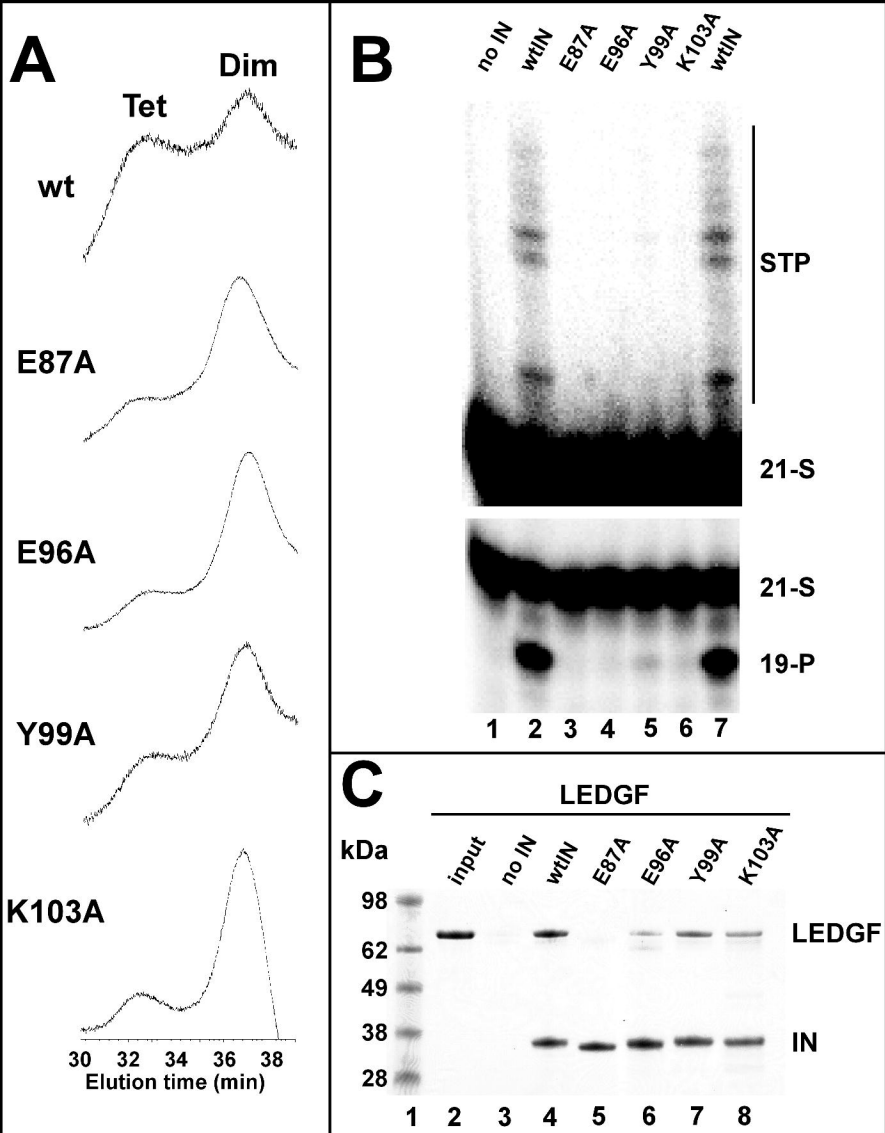 A
Tet
Dim
wt
E87A
E96A
Y99A
K103A
30 32 34 36 38
Elution time (min)
B
no IN
wtIN
E87A
E96A
Y99A
K103A
wtIN
STP
21-S
21-S
19-P
1 2 3 4 5 6 7
C
LEDGF
kDa
input
no IN
wtIN
E87A
E96A
Y99A
K103A
98
62
49
38
28
LEDGF
IN
1 2 3 4 5 6 7 8